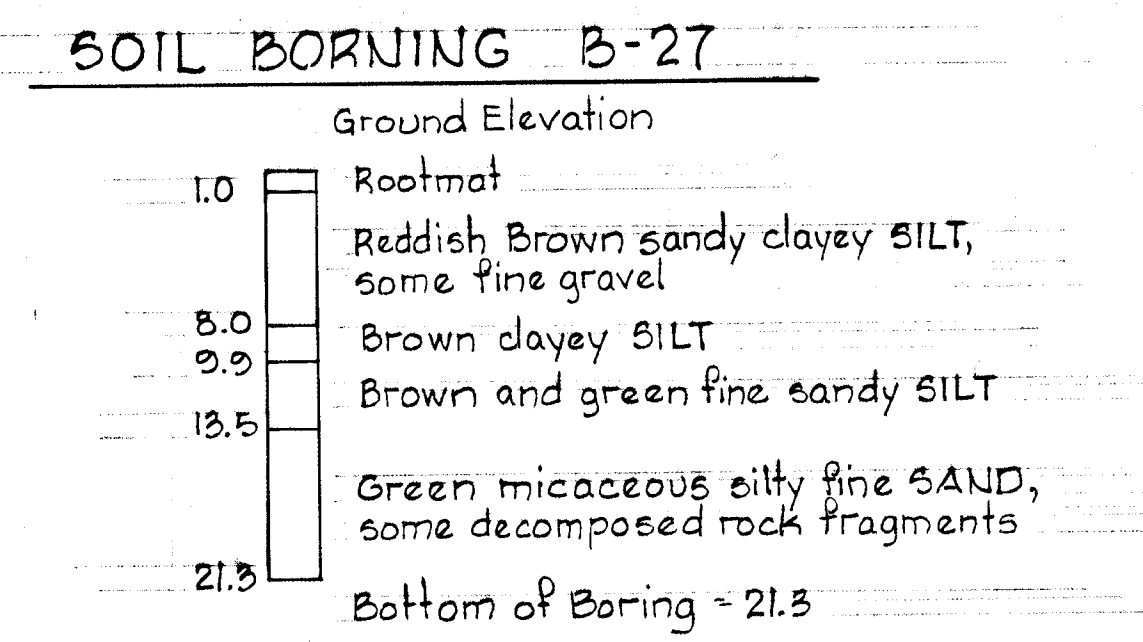 SOIL BORNING B-27
Ground Elevation
1.0 Rootmat
Reddish Brown sandy clayey SILT,
some fine gravel
8.0
Brown clayey SILT
9.9
Brown and green fine sandy SILT
13.5
Green micaceous silty fine SAND,
some decomposed rock fragments
21.3
Bottom of Boring - 21.3